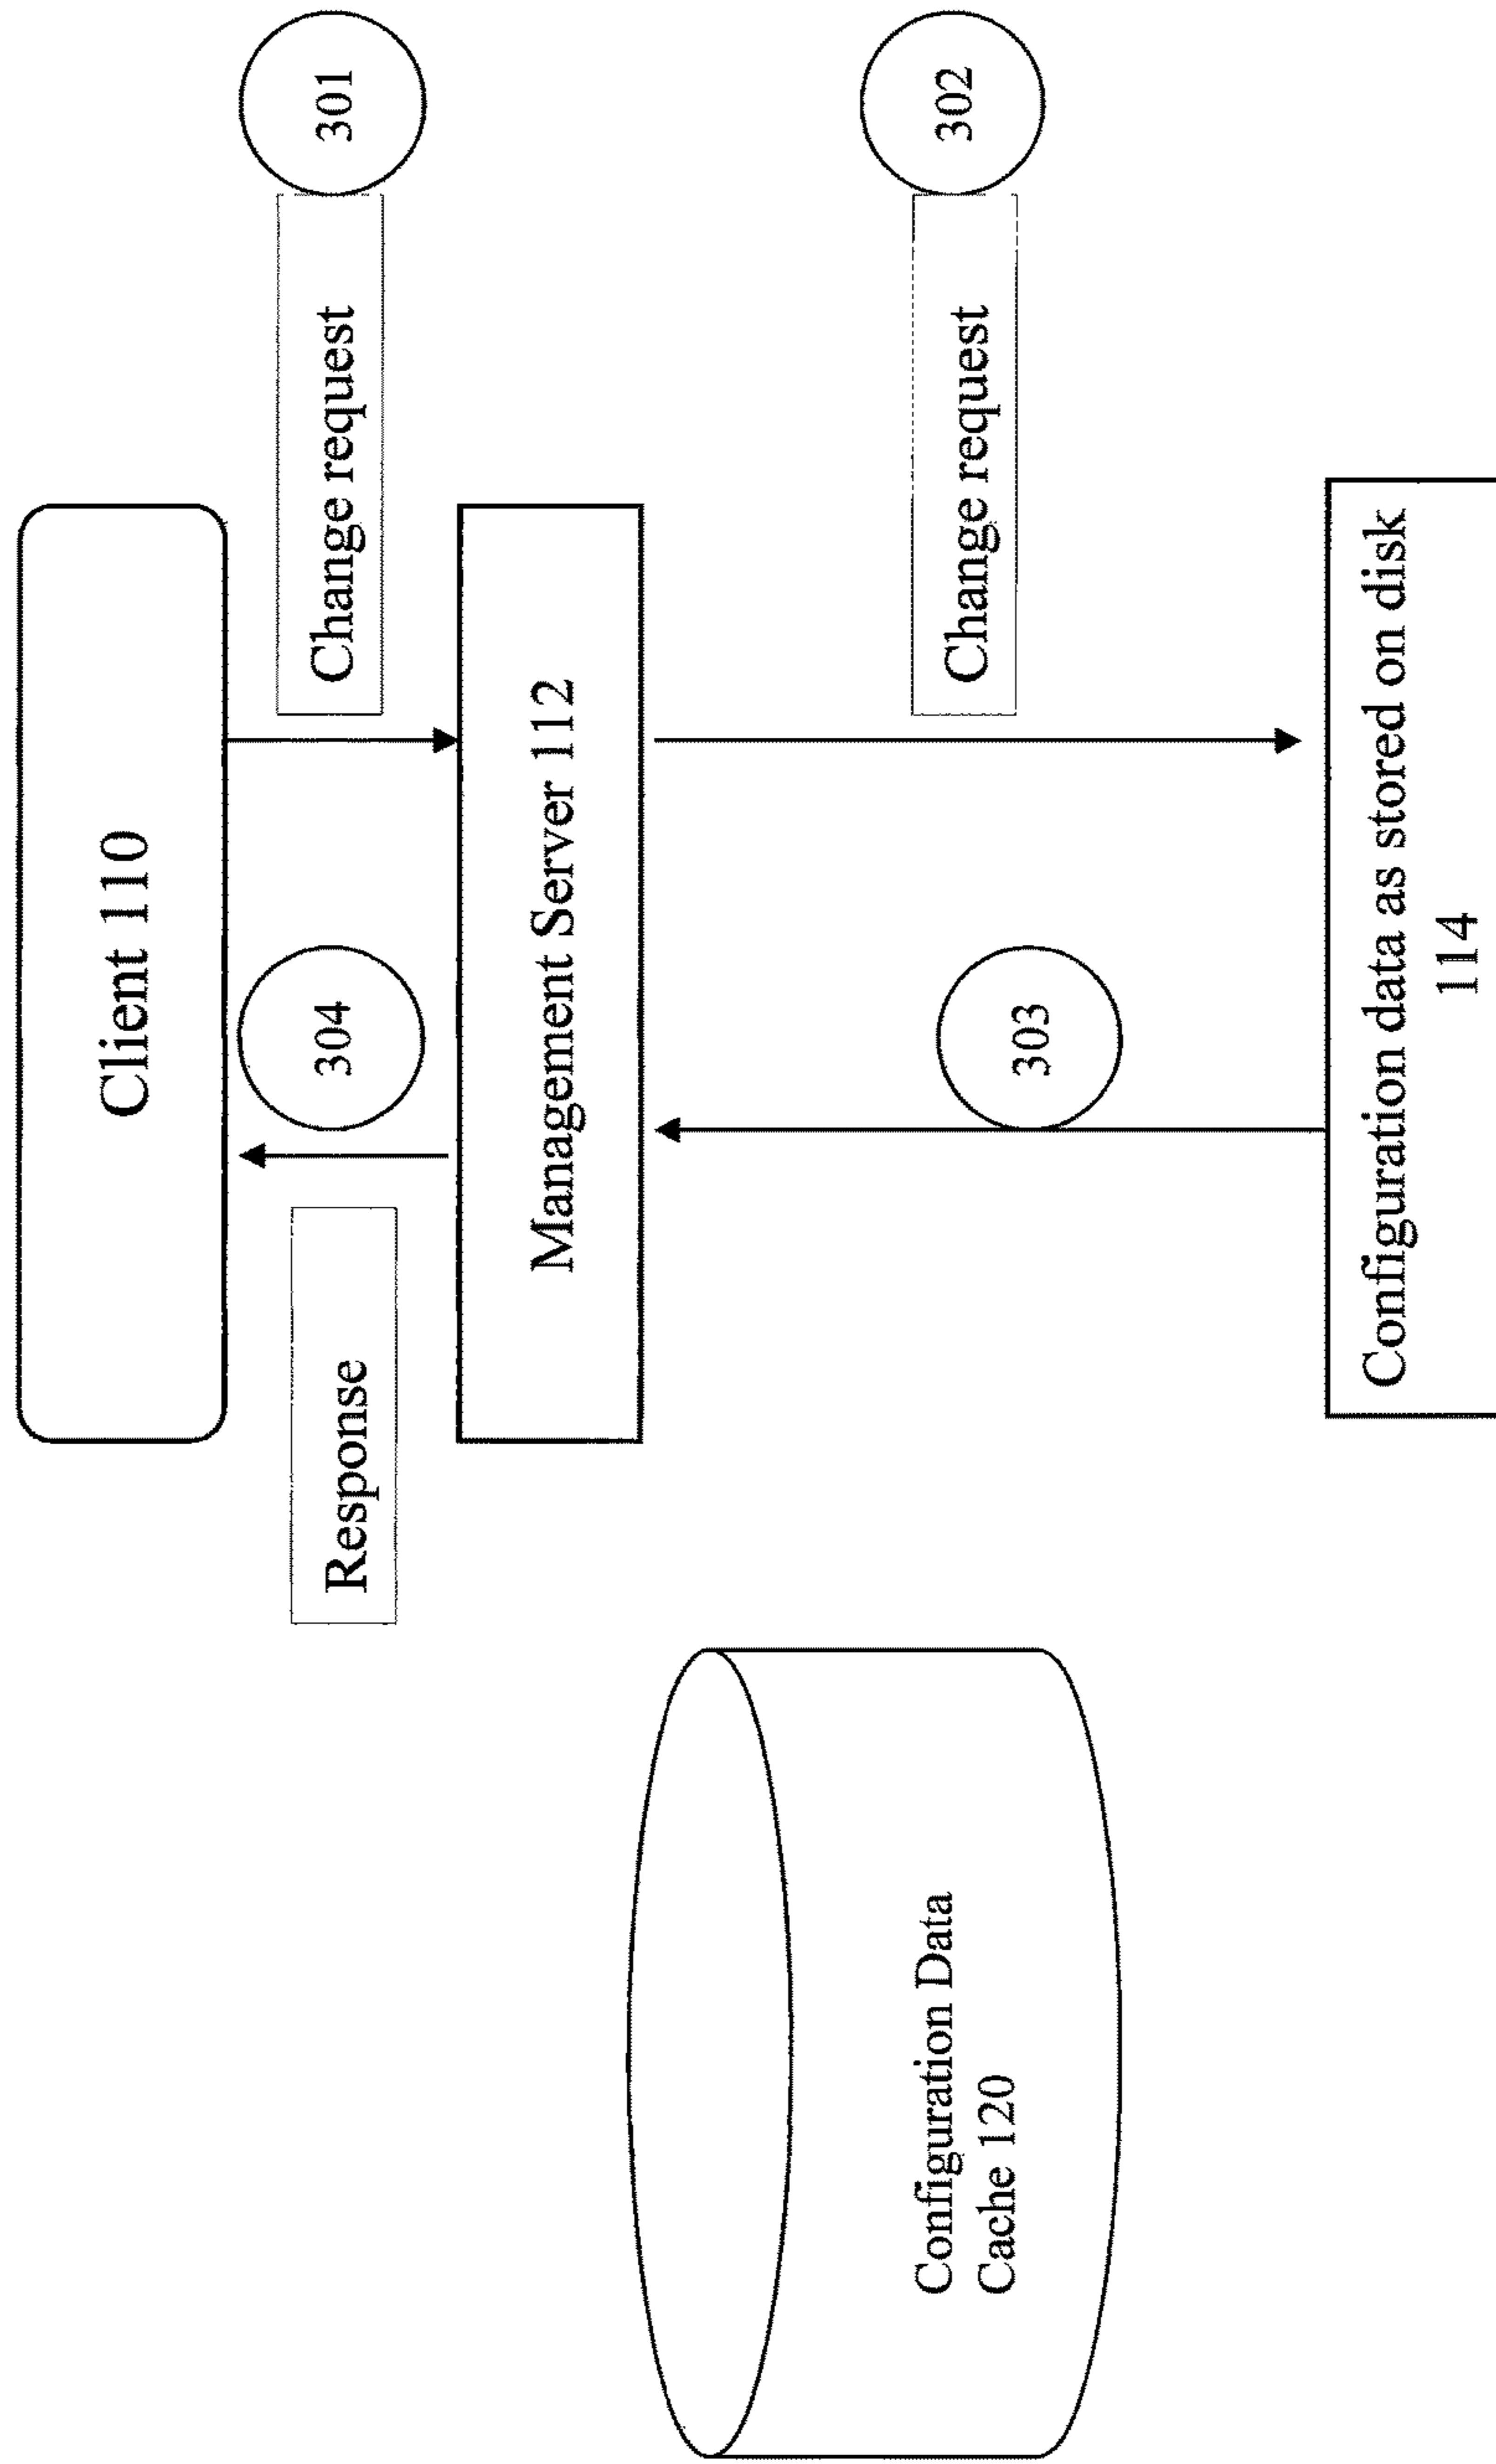 Client 110
304
301
Response
Change request
Management Server 112
302
Change request
303
Configuration Data
Cache 120
Configuration data as stored on disk
114